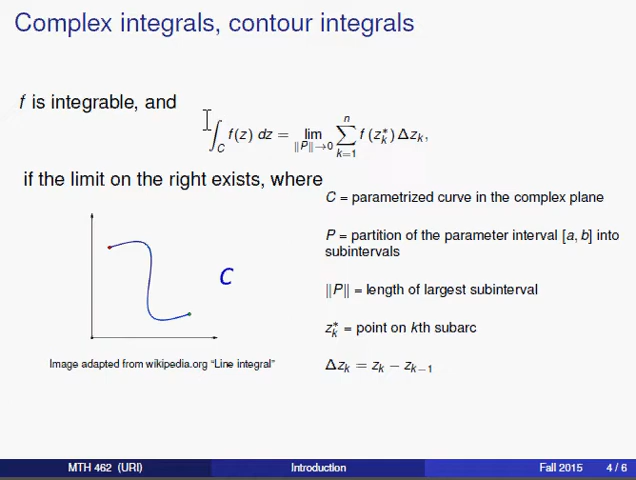 Complex integrals, contour integrals
f is integrable, and
∫_C f(z) dz = lim_{||P||→0} ∑_{k=1}^{n} f(z_k^*) Δz_k,
if the limit on the right exists, where
C = parametrized curve in the complex plane
P = partition of the parameter interval [a, b] into
subintervals
||P|| = length of largest subinterval
z_k^* = point on kth subarc
Δz_k = z_k − z_{k−1}
C
Image adapted from wikipedia.org “Line integral”
MTH 462 (URI) Introduction Fall 2015 4 / 6